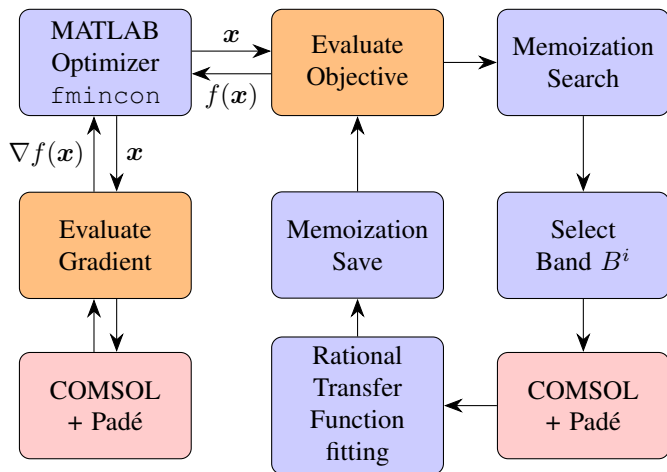 MATLAB
Optimizer
fmincon
x
f(x)
Evaluate
Objective
Memoization
Search
∇f(x)
x
Evaluate
Gradient
Memoization
Save
Select
Band Bⁱ
COMSOL
+ Padé
Rational
Transfer
Function
fitting
COMSOL
+ Padé